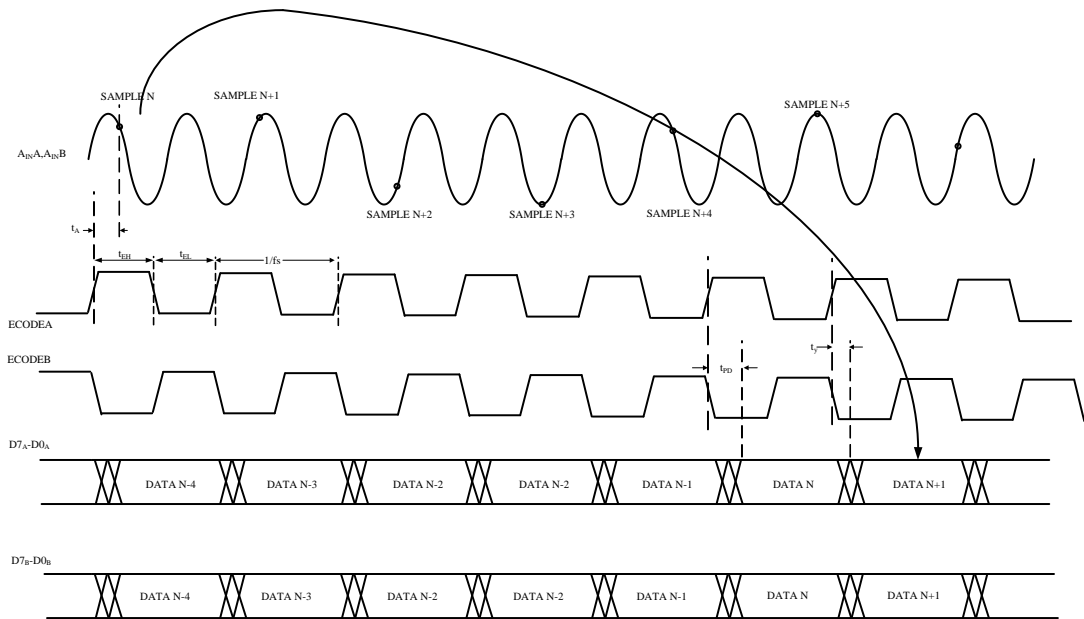 SAMPLE N
SAMPLE N+1
SAMPLE N+5
AINA,AINB
SAMPLE N+2
SAMPLE N+3
SAMPLE N+4
tA
tEH
tEL
1/fs
ECODEA
ECODEB
tPD
ty
D7A-D0A
DATA N-4
DATA N-3
DATA N-2
DATA N-2
DATA N-1
DATA N
DATA N+1
D7B-D0B
DATA N-4
DATA N-3
DATA N-2
DATA N-2
DATA N-1
DATA N
DATA N+1